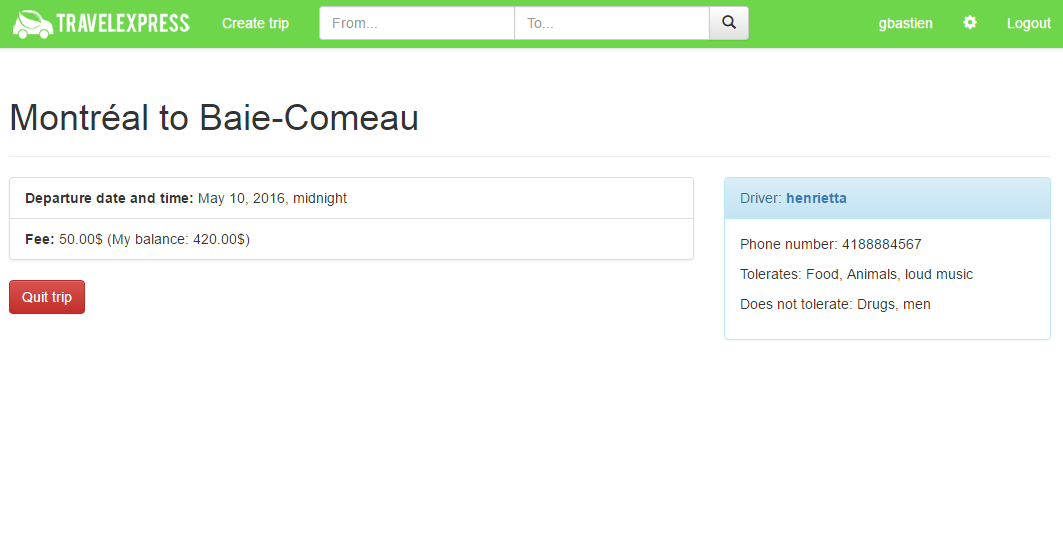 TRAVELEXPRESS Create trip From... To... gbastien Logout
Montréal to Baie-Comeau
Departure date and time: May 10, 2016, midnight
Fee: 50.00$ (My balance: 420.00$)
Quit trip
Driver: henrietta
Phone number: 4188884567
Tolerates: Food, Animals, loud music
Does not tolerate: Drugs, men